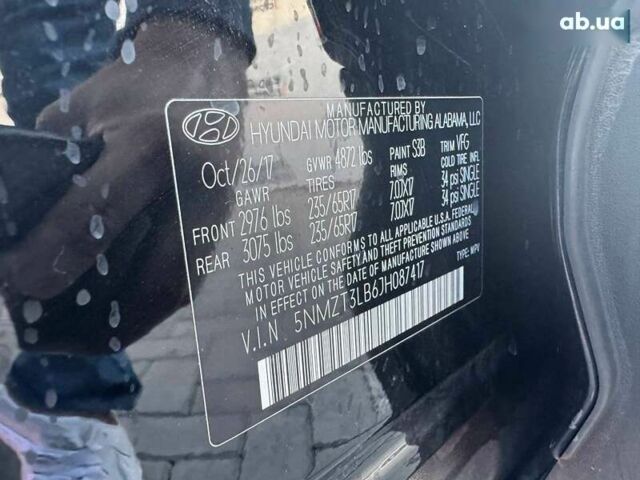 ab.ua
MANUFACTURED BY
HYUNDAI MOTOR MANUFACTURING ALABAMA, LLC
Oct/26/17 GVWR 4872 lbs PAINT S3B TRIM VFG
GAWR TIRES RIMS COLD TIRE INFL
FRONT 2976 lbs 235/65R17 7.0JX17 34 psi SINGLE
REAR 3075 lbs 235/65R17 7.0JX17 34 psi SINGLE
THIS VEHICLE CONFORMS TO ALL APPLICABLE U.S.A. FEDERAL
MOTOR VEHICLE SAFETY AND THEFT PREVENTION STANDARDS
IN EFFECT ON THE DATE OF MANUFACTURE SHOWN ABOVE.
V.I.N. 5NMZT3LB6JH087417 TYPE: MPV